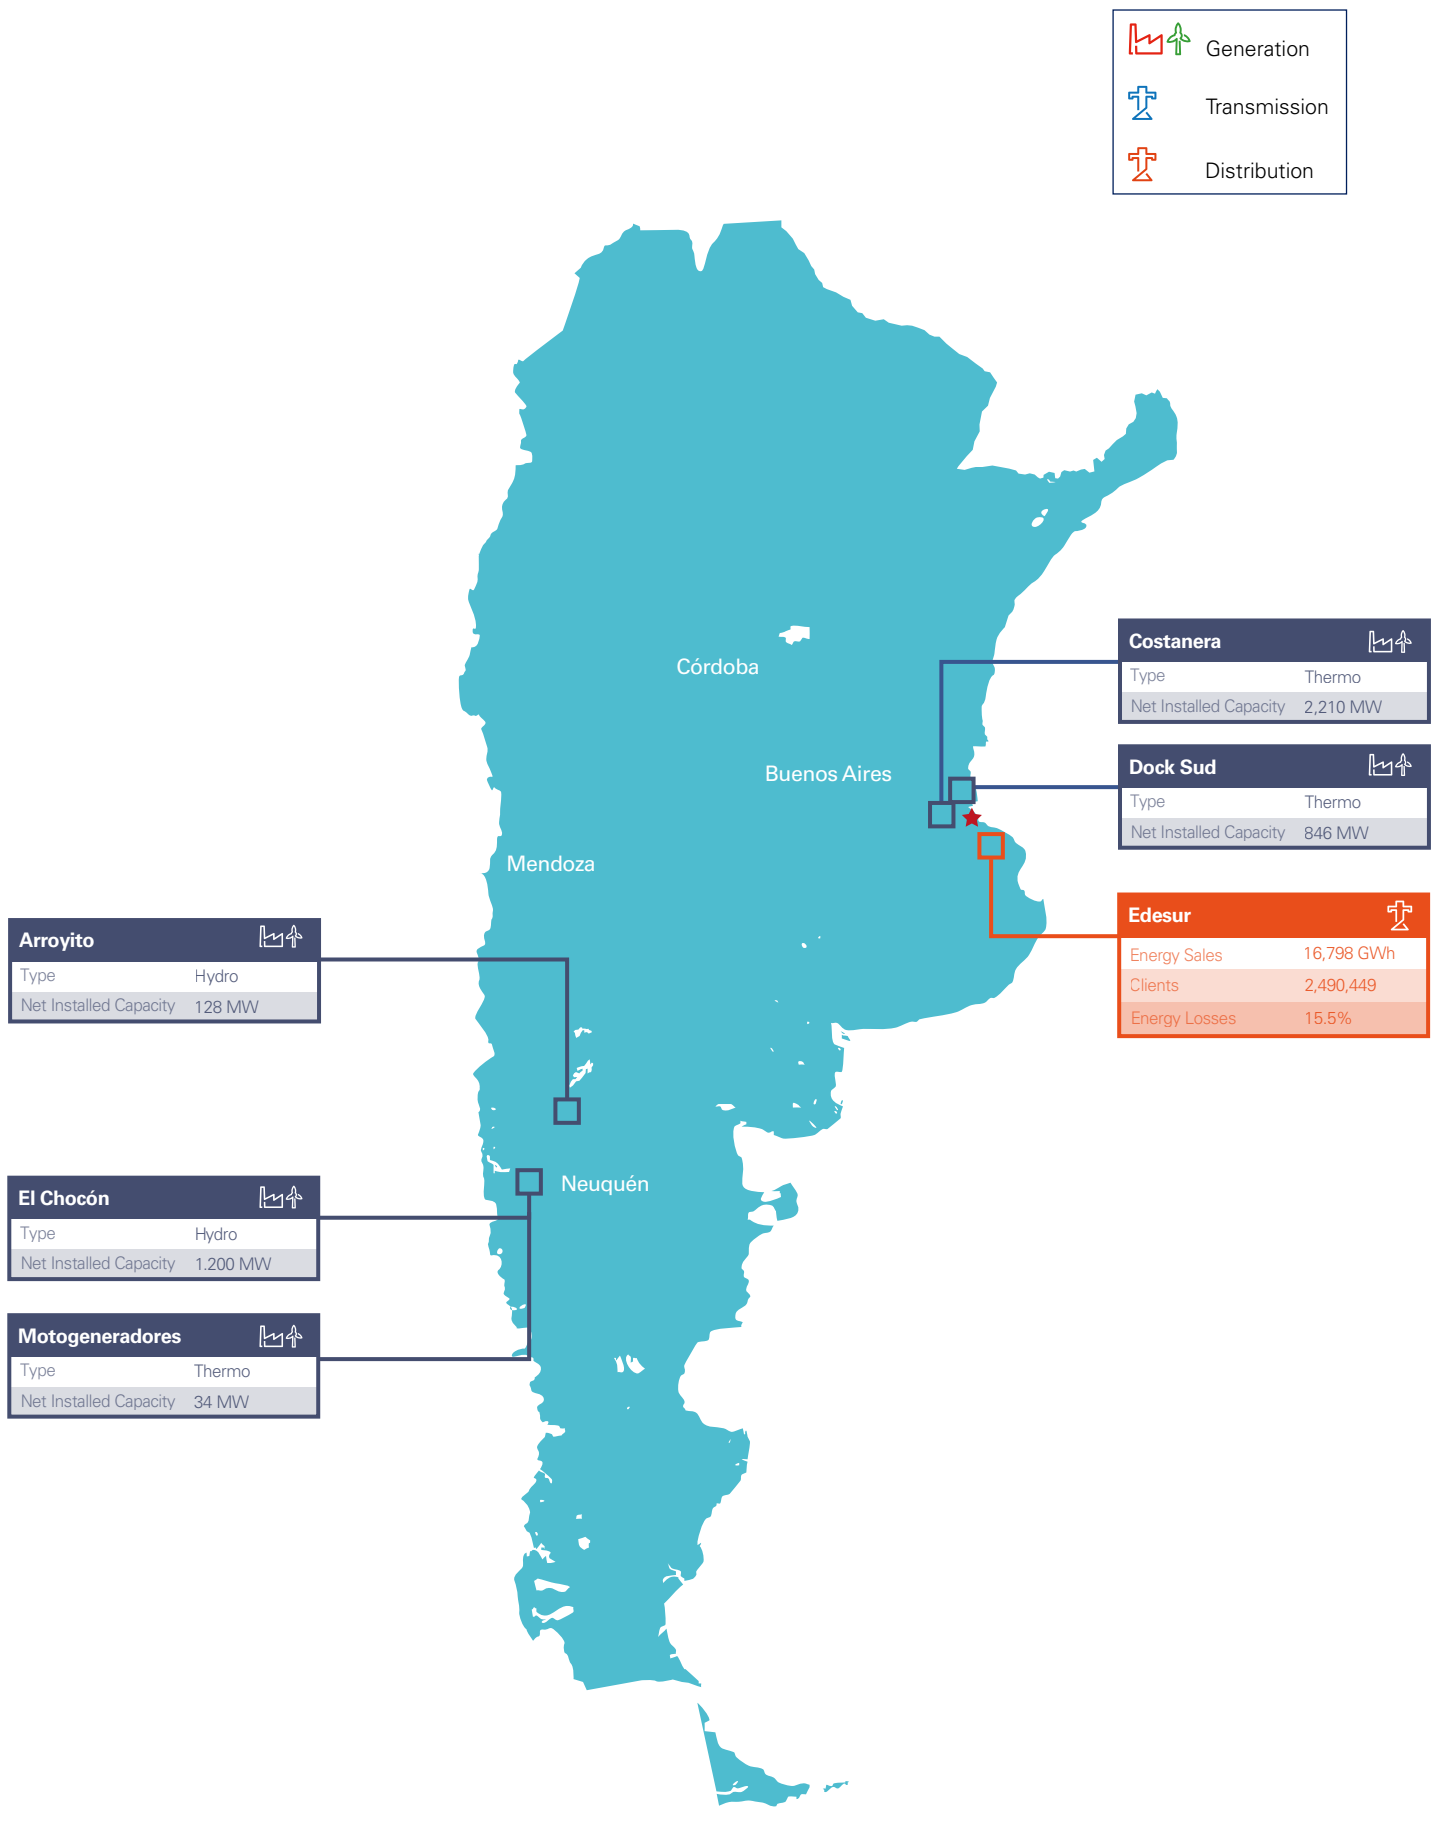 Generation
Transmission
Distribution
Córdoba
Buenos Aires
Mendoza
Neuquén
Costanera
Type Thermo
Net Installed Capacity 2,210 MW
Dock Sud
Type Thermo
Net Installed Capacity 846 MW
Edesur
Energy Sales 16,798 GWh
Clients 2,490,449
Energy Losses 15.5%
Arroyito
Type Hydro
Net Installed Capacity 128 MW
El Chocón
Type Hydro
Net Installed Capacity 1.200 MW
Motogeneradores
Type Thermo
Net Installed Capacity 34 MW